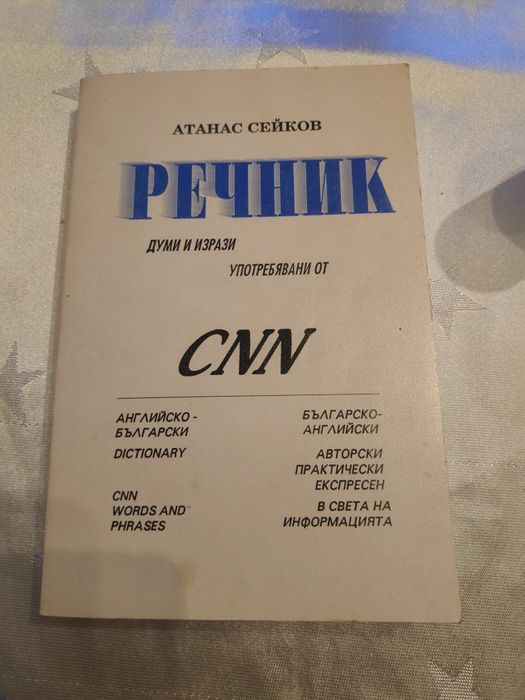 АТАНАС СЕЙКОВ
РЕЧНИК
ДУМИ И ИЗРАЗИ
УПОТРЕБЯВАНИ ОТ
CNN
АНГЛИЙСКО-
БЪЛГАРСКИ
DICTIONARY
CNN
WORDS AND
PHRASES
БЪЛГАРСКО-
АНГЛИЙСКИ
АВТОРСКИ
ПРАКТИЧЕСКИ
ЕКСПРЕСЕН
В СВЕТА НА
ИНФОРМАЦИЯТА